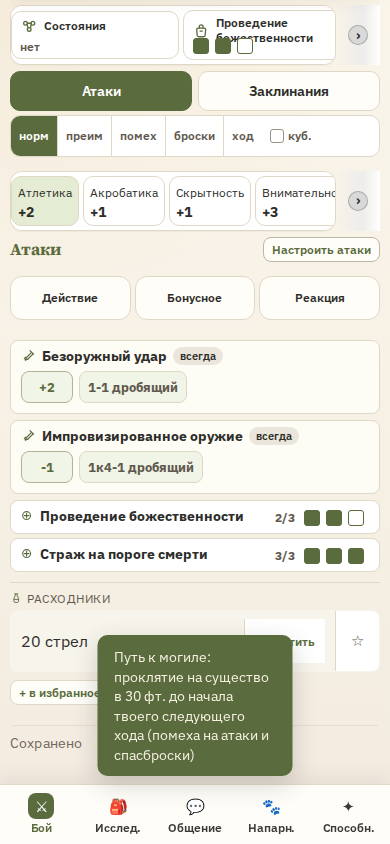 Состояния
нет
Проведение
божественности
Атаки
Заклинания
норм преим помех броски ход куб.
Атлетика
+2
Акробатика
+1
Скрытность
+1
Внимательно
+3
Атаки
Настроить атаки
Действие
Бонусное
Реакция
Безоружный удар всегда
+2 1-1 дробящий
Импровизированное оружие всегда
-1 1к4-1 дробящий
Проведение божественности 2/3
Страж на пороге смерти 3/3
РАСХОДНИКИ
20 стрел
+ в избранное
Путь к могиле:
проклятие на существо
в 30 фт. до начала
твоего следующего
хода (помеха на атаки и
спасброски)
Сохранено
Бой Исслед. Общение Напарн. Способн.